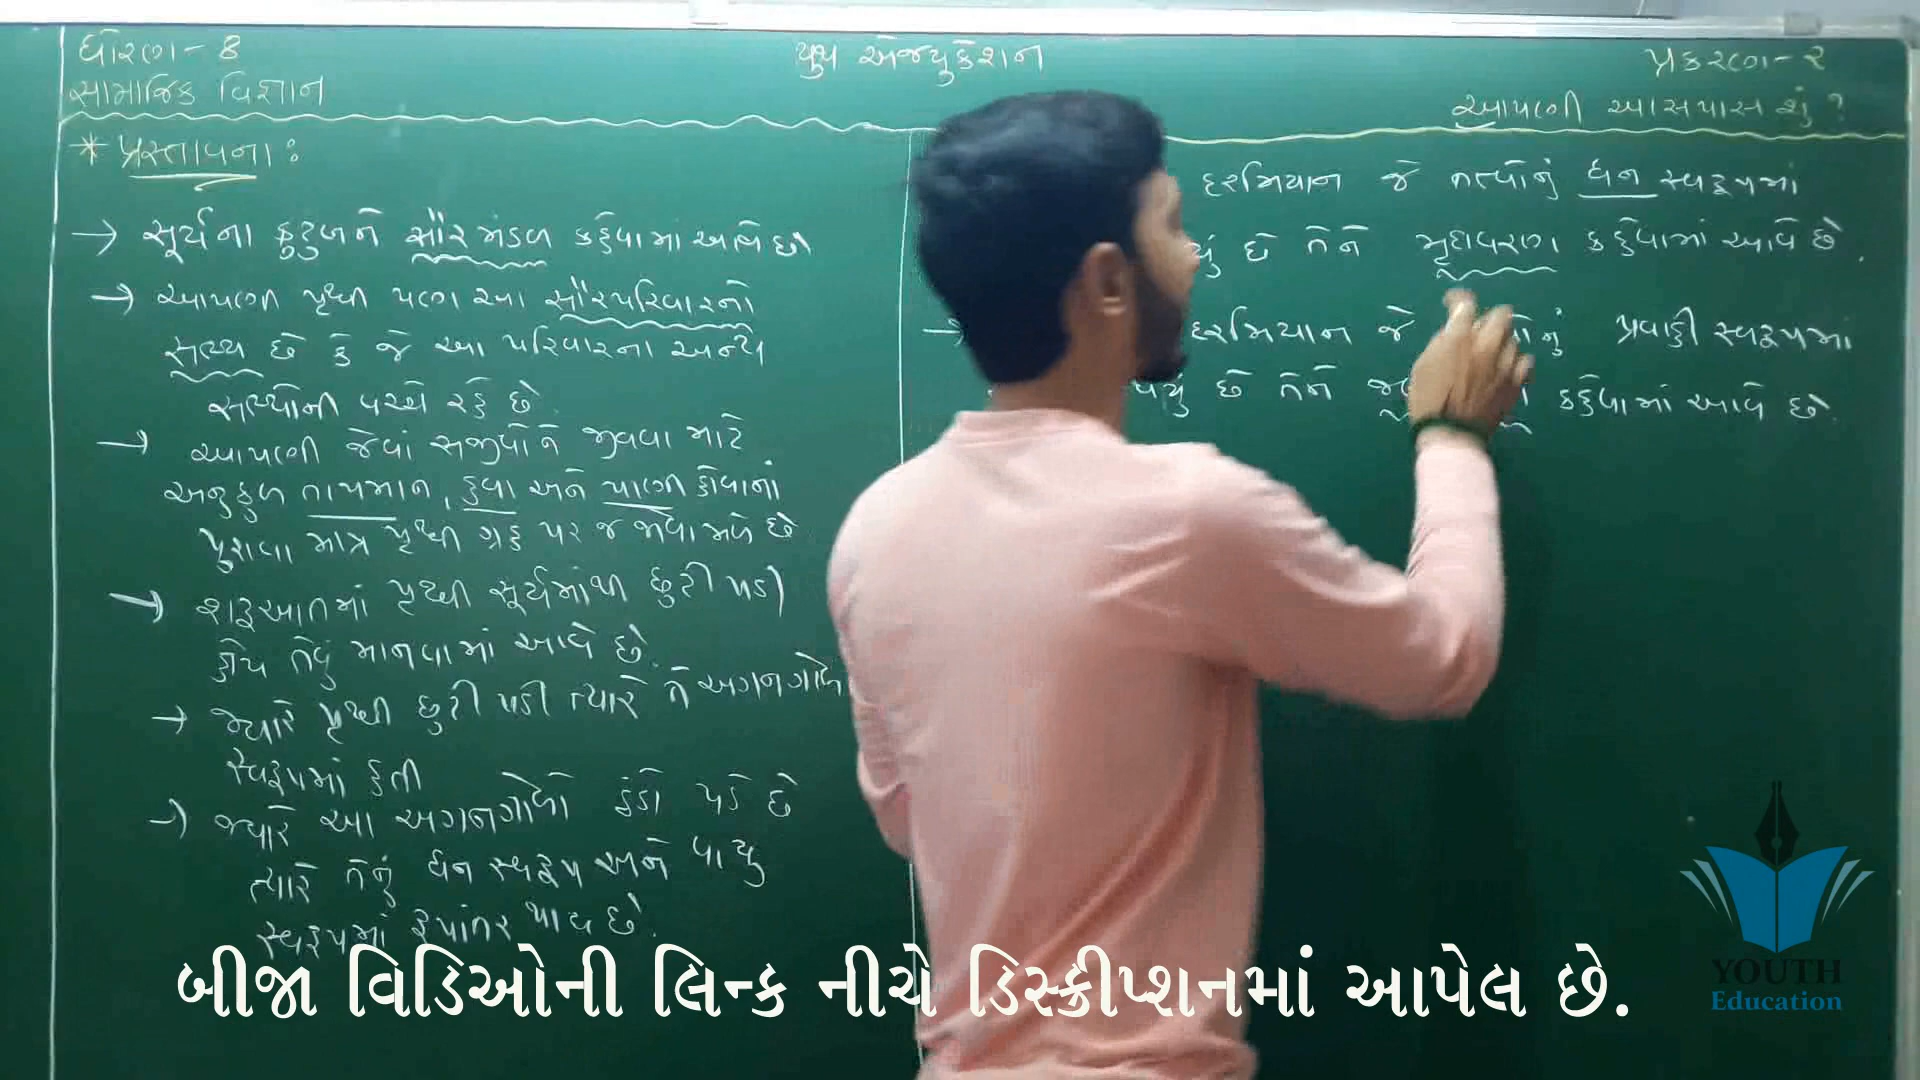 ધોરણ - 8
સામાજિક વિજ્ઞાન
યુથ એજ્યુકેશન
પ્રકરણ - ૨
આપણી આસપાસ શું ?
* પ્રસ્તાવના :
→ સૂર્યના કુટુબને સૌરમંડળ કહેવામાં આવે છે
→ આપણી પૃથ્વી પણ આ સૌરપરિવારનો
સભ્ય છે કે જે આ પરિવારના અન્ય
સભ્યોની વચ્ચે રહે છે.
→ આપણી જેવાં સજીવોને જીવવા માટે
અનુકુળ તાપમાન, હવા અને પાણી હોવાનાં
પુરાવા માત્ર પૃથ્વી ગ્રહ પર જ જોવા મળે છે
→ શરૂઆતમાં પૃથ્વી સૂર્યમાંથી છુટી પડી
હોય તેવું માનવામાં આવે છે.
→ જ્યારે પૃથ્વી છુટી પડી ત્યારે તે અગનગોળા
સ્વરૂપમાં હતી
→ જ્યારે આ અગનગોળો ઠંડો પડે છે
ત્યારે તેનું ઘન સ્વરૂપ અને વાયુ
સ્વરૂપમાં રૂપાંતર થાય છે.
દરમિયાન જે તત્વોનું ઘન સ્વરૂપમાં
છે તેને મૃદાવરણ કહેવામાં આવે છે.
→ દરમિયાન જે પ્રવાહી સ્વરૂપમાં
છે તેને કહેવામાં આવે છે.
બીજા વિડિઓની લિન્ક નીચે ડિસ્ક્રીપ્શનમાં આપેલ છે.
YOUTH
Education